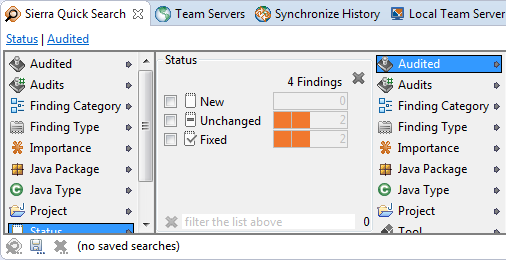 Sierra Quick Search
Team Servers
Synchronize History
Local Team Server
Status | Audited
Audited
Audits
Finding Category
Finding Type
Importance
Java Package
Java Type
Project
Status
Status
4 Findings
New 0
Unchanged 2
Fixed 2
filter the list above 0
Audited
Audits
Finding Category
Finding Type
Importance
Java Package
Java Type
Project
Tool
(no saved searches)